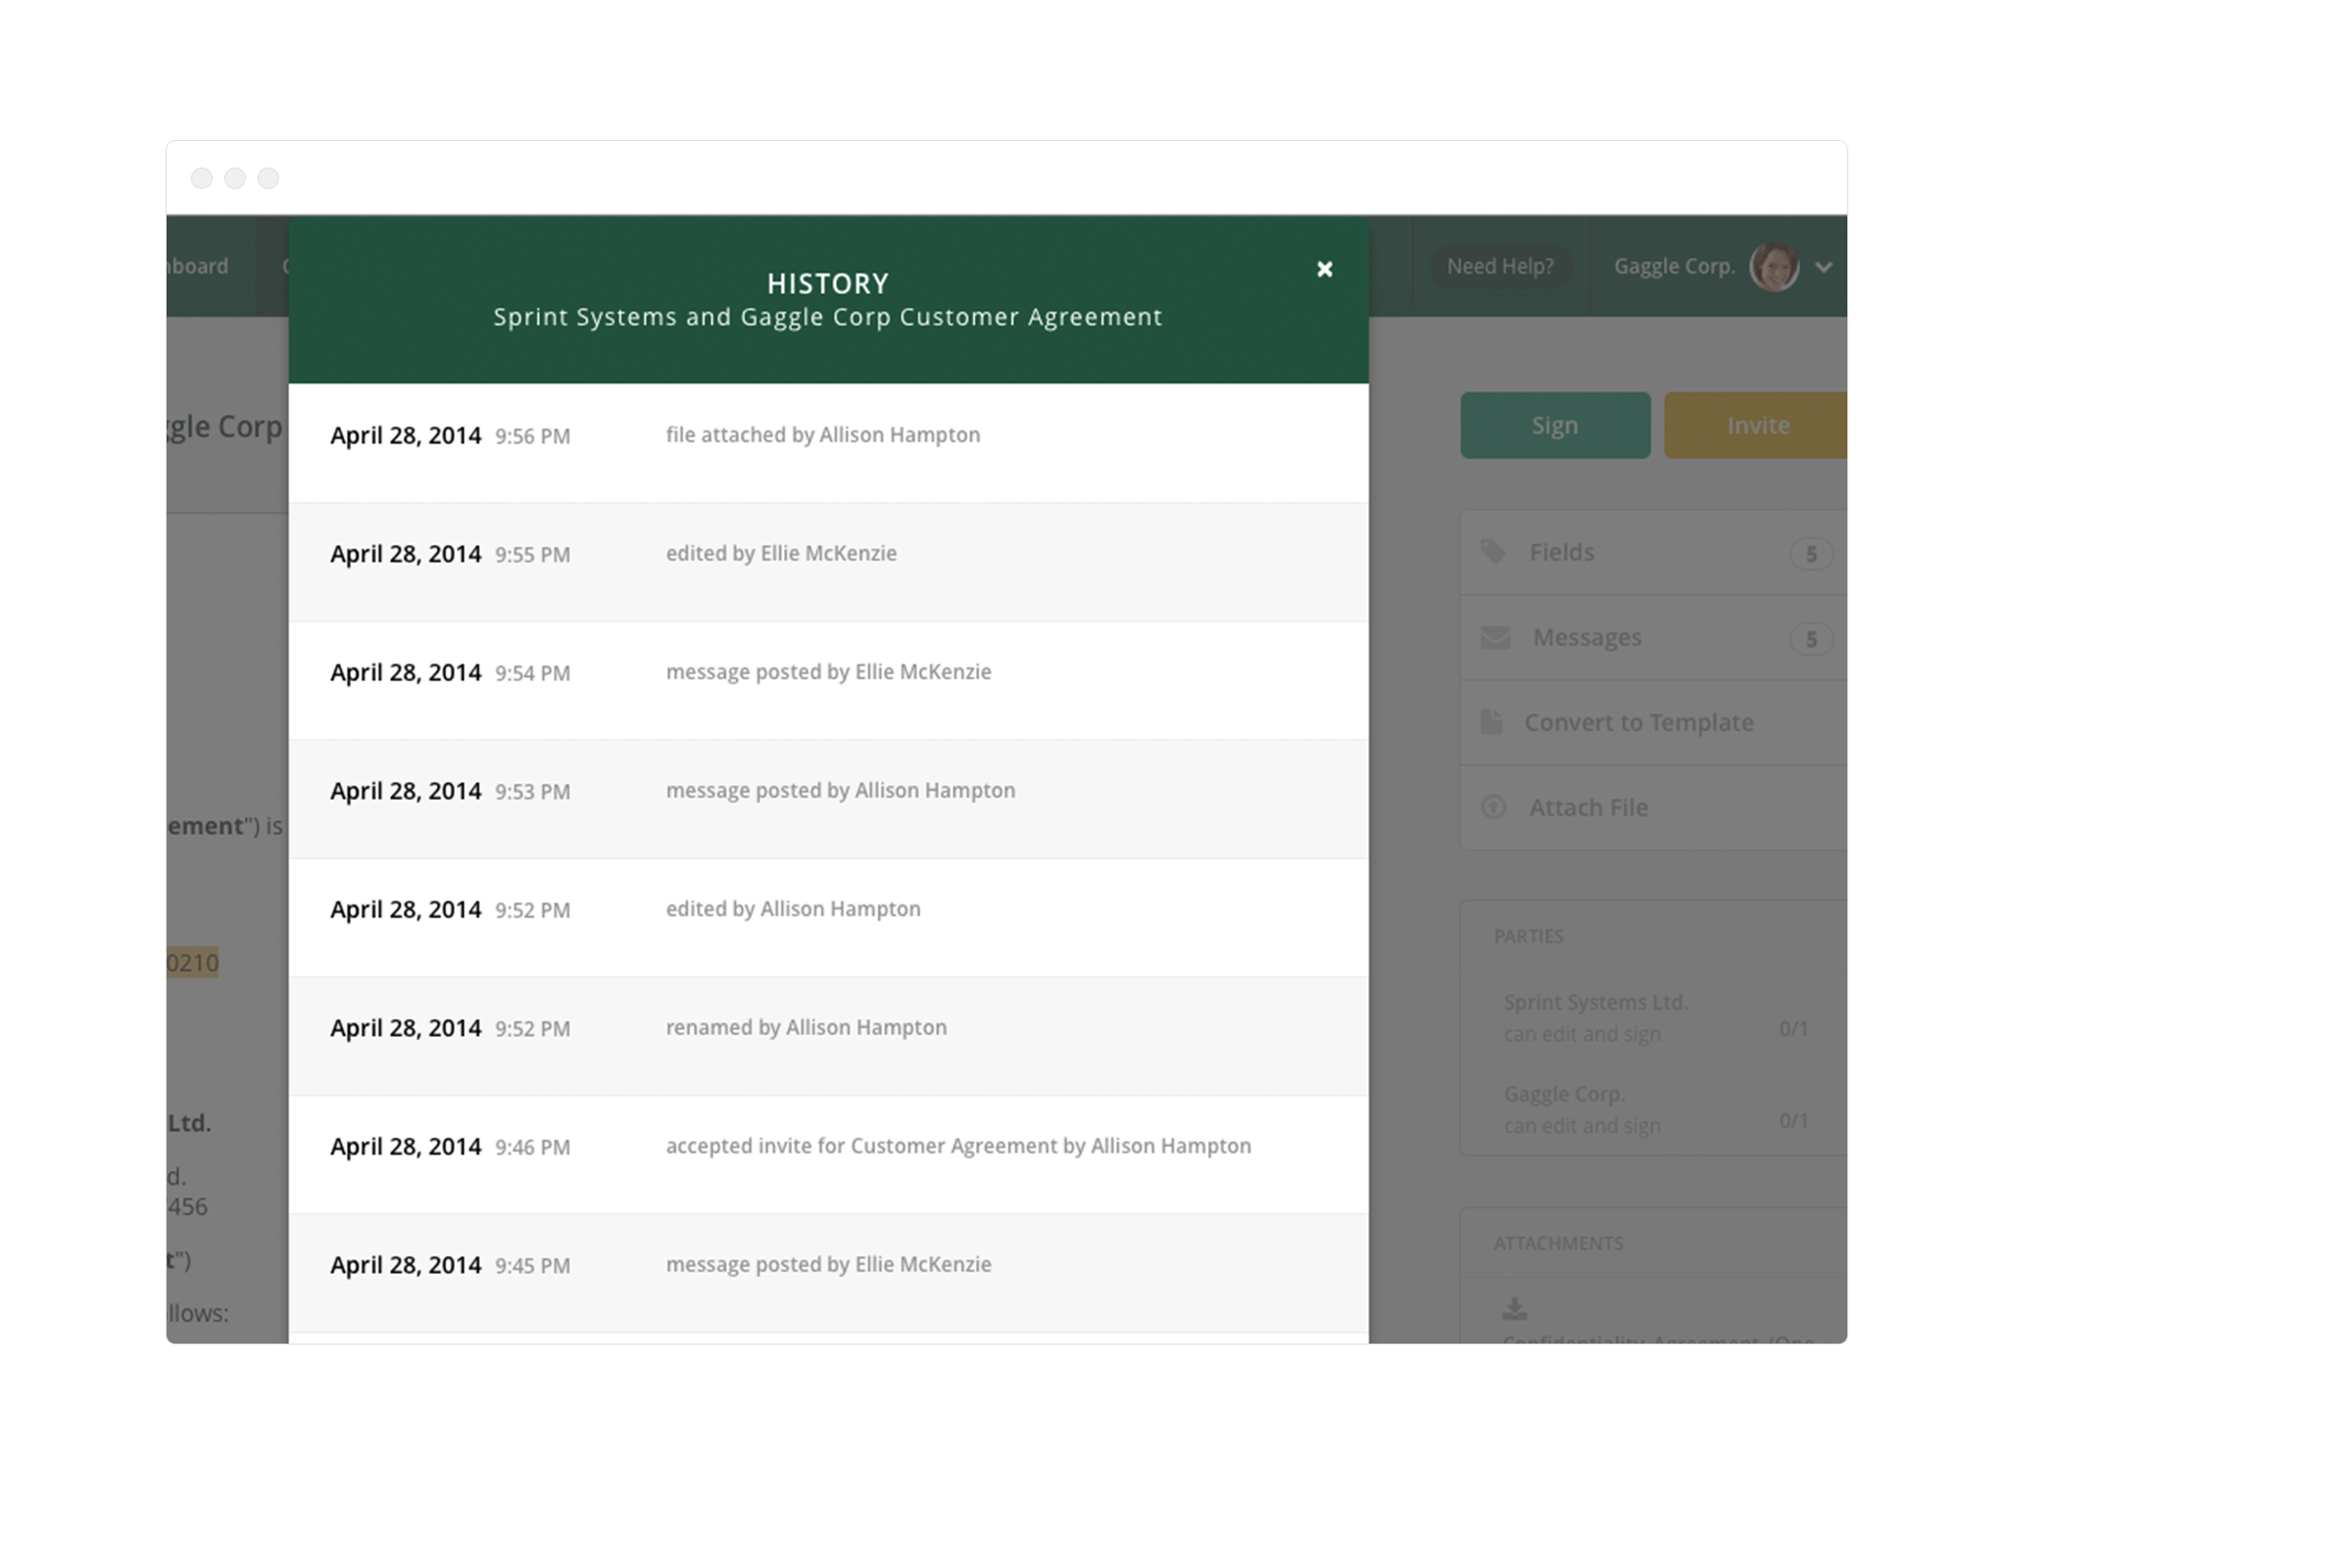 board
Need Help?
Gaggle Corp.
HISTORY
Sprint Systems and Gaggle Corp Customer Agreement
gle Corp
Sign
Invite
April 28, 2014 9:56 PM file attached by Allison Hampton
April 28, 2014 9:55 PM edited by Ellie McKenzie
April 28, 2014 9:54 PM message posted by Ellie McKenzie
April 28, 2014 9:53 PM message posted by Allison Hampton
April 28, 2014 9:52 PM edited by Allison Hampton
April 28, 2014 9:52 PM renamed by Allison Hampton
April 28, 2014 9:46 PM accepted invite for Customer Agreement by Allison Hampton
April 28, 2014 9:45 PM message posted by Ellie McKenzie
ement") is
0210
Ltd.
d.
456
t")
llows:
Fields 5
Messages 5
Convert to Template
Attach File
PARTIES
Sprint Systems Ltd.
can edit and sign 0/1
Gaggle Corp.
can edit and sign 0/1
ATTACHMENTS
Confidentiality Agreement (One